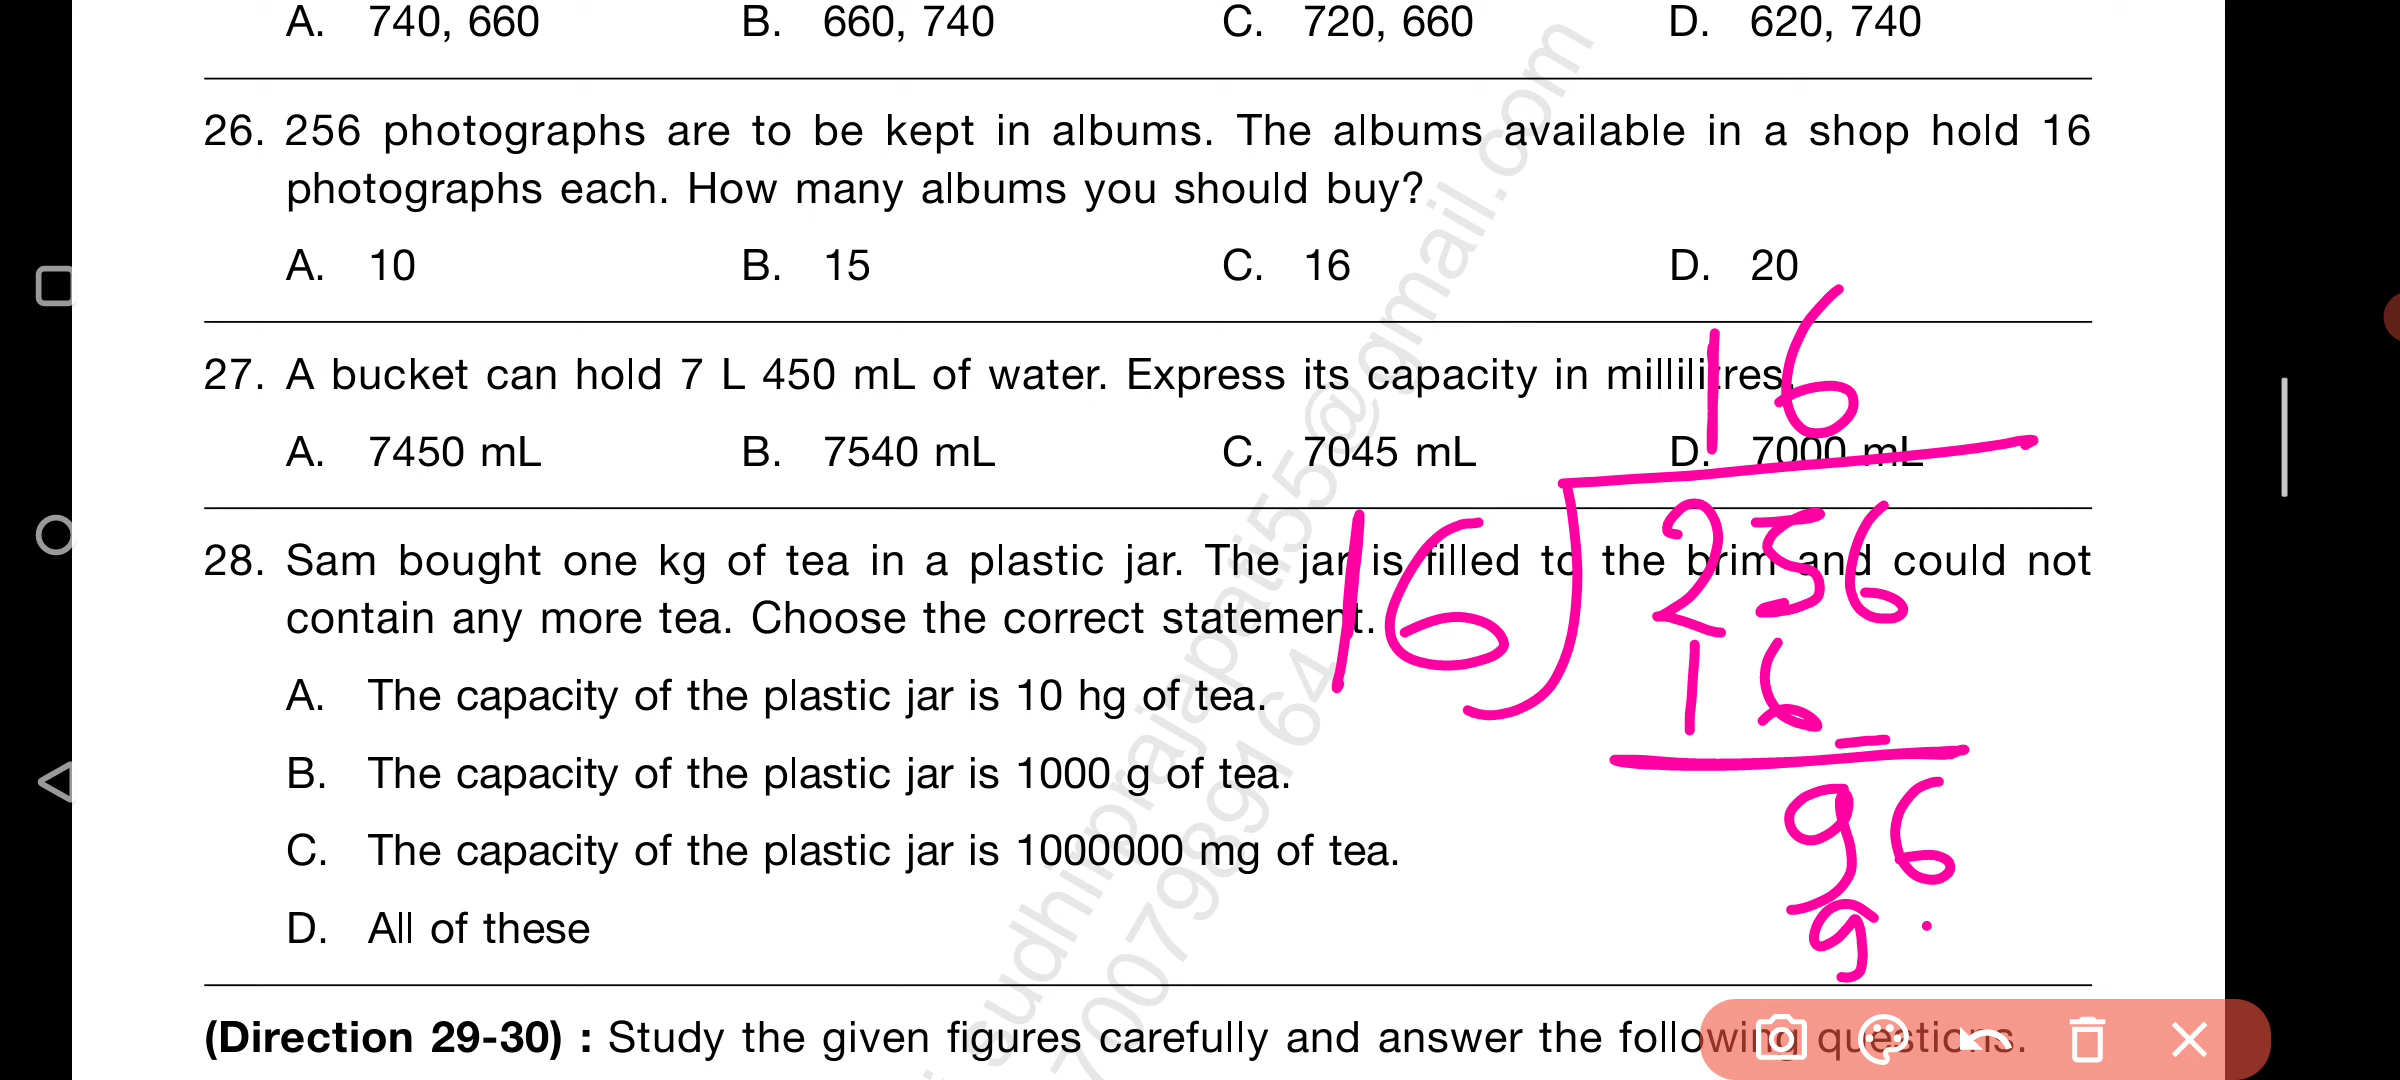 A. 740, 660 B. 660, 740 C. 720, 660 D. 620, 740
26. 256 photographs are to be kept in albums. The albums available in a shop hold 16
photographs each. How many albums you should buy?
A. 10 B. 15 C. 16 D. 20
16
27. A bucket can hold 7 L 450 mL of water. Express its capacity in millilitres.
A. 7450 mL B. 7540 mL C. 7045 mL D. 7000 mL
16 256
28. Sam bought one kg of tea in a plastic jar. The jar is filled to the brim and could not
contain any more tea. Choose the correct statement.
16
A. The capacity of the plastic jar is 10 hg of tea.
B. The capacity of the plastic jar is 1000 g of tea.
96
C. The capacity of the plastic jar is 1000000 mg of tea.
D. All of these
9
(Direction 29-30) : Study the given figures carefully and answer the following questions.